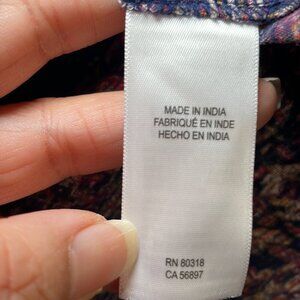 MADE IN INDIA
FABRIQUÉ EN INDE
HECHO EN INDIA
RN 80318
CA 56897